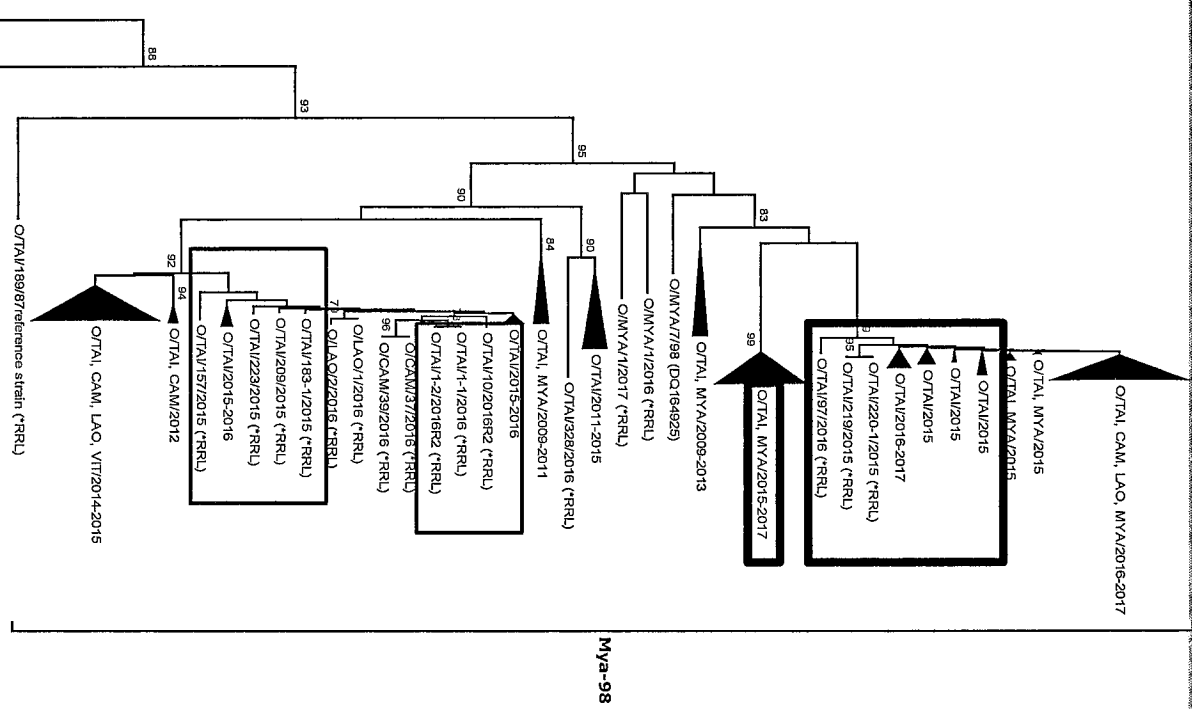 O/TAI, CAM, LAO, MYA/2016-2017
O/TAI, MYA/2015
O/TAI, MYA/2015
O/TAI/2015
O/TAI/2015
O/TAI/2015
O/TAI/2016-2017
O/TAI/220-1/2015 (*RRL)
95
O/TAI/219/2015 (*RRL)
O/TAI/97/2016 (*RRL)
83
99
O/TAI, MYA/2015-2017
O/TAI, MYA/2009-2013
O/MYA/7/98 (DQ164925)
O/MYA/1/2016 (*RRL)
O/MYA/1/2017 (*RRL)
95
90
O/TAI/2011-2015
O/TAI/328/2016 (*RRL)
90
84
O/TAI, MYA/2009-2011
O/TAI/2015-2016
O/TAI/10/2016R2 (*RRL)
O/TAI/1-1/2016 (*RRL)
O/TAI/1-2/2016R2 (*RRL)
O/CAM/37/2016 (*RRL)
96
O/CAM/39/2016 (*RRL)
O/LAO/1/2016 (*RRL)
O/LAO/2/2016 (*RRL)
O/TAI/183-1/2015 (*RRL)
O/TAI/209/2015 (*RRL)
O/TAI/223/2015 (*RRL)
O/TAI/2015-2016
O/TAI/157/2015 (*RRL)
94
O/TAI, CAM/2012
92
O/TAI, CAM, LAO, VIT/2014-2015
93
88
O/TAI/189/87reference strain (*RRL)
Mya-98